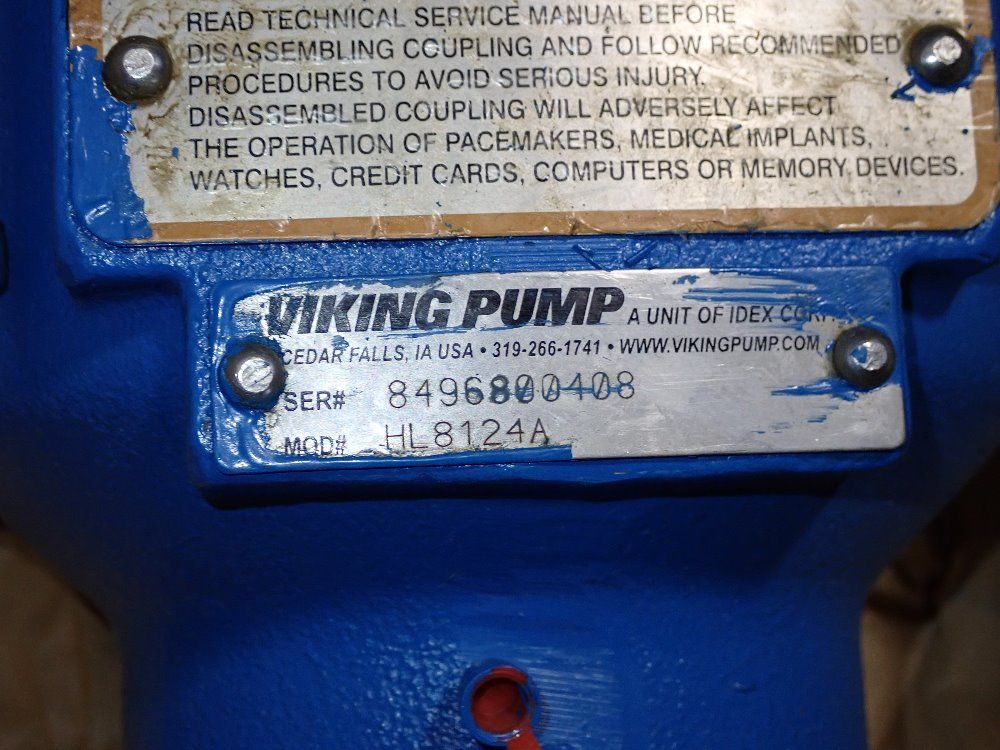 READ TECHNICAL SERVICE MANUAL BEFORE
DISASSEMBLING COUPLING AND FOLLOW RECOMMENDED
PROCEDURES TO AVOID SERIOUS INJURY.
DISASSEMBLED COUPLING WILL ADVERSELY AFFECT
THE OPERATION OF PACEMAKERS, MEDICAL IMPLANTS,
WATCHES, CREDIT CARDS, COMPUTERS OR MEMORY DEVICES.
VIKING PUMP A UNIT OF IDEX CORP.
CEDAR FALLS, IA USA • 319-266-1741 • WWW.VIKINGPUMP.COM
SER# 8496800408
MOD# HL8124A